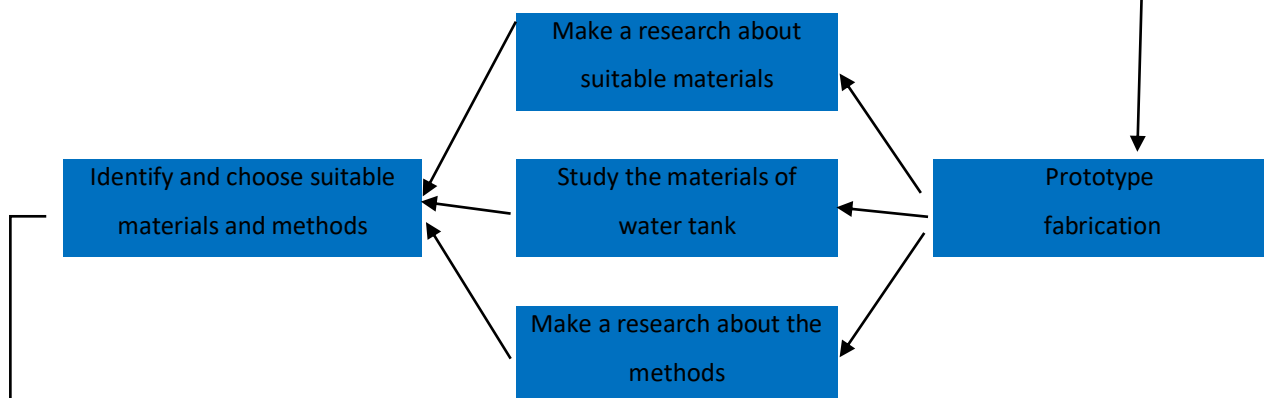 Make a research about
suitable materials
Identify and choose suitable
materials and methods
Study the materials of
water tank
Prototype
fabrication
Make a research about the
methods